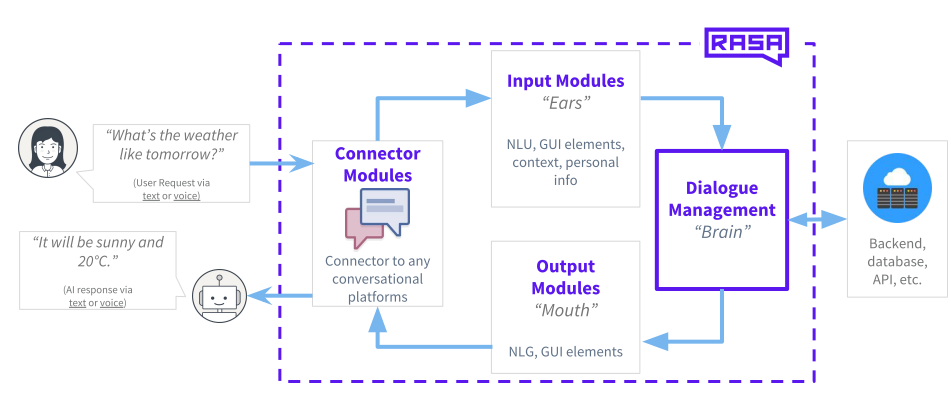 RASA
“What’s the weather
like tomorrow?”
(User Request via
text or voice)
“It will be sunny and
20°C.”
(AI response via
text or voice)
Connector
Modules
Connector to any
conversational
platforms
Input Modules
“Ears”
NLU, GUI elements,
context, personal
info
Dialogue
Management
“Brain”
Output
Modules
“Mouth”
NLG, GUI elements
Backend,
database,
API, etc.